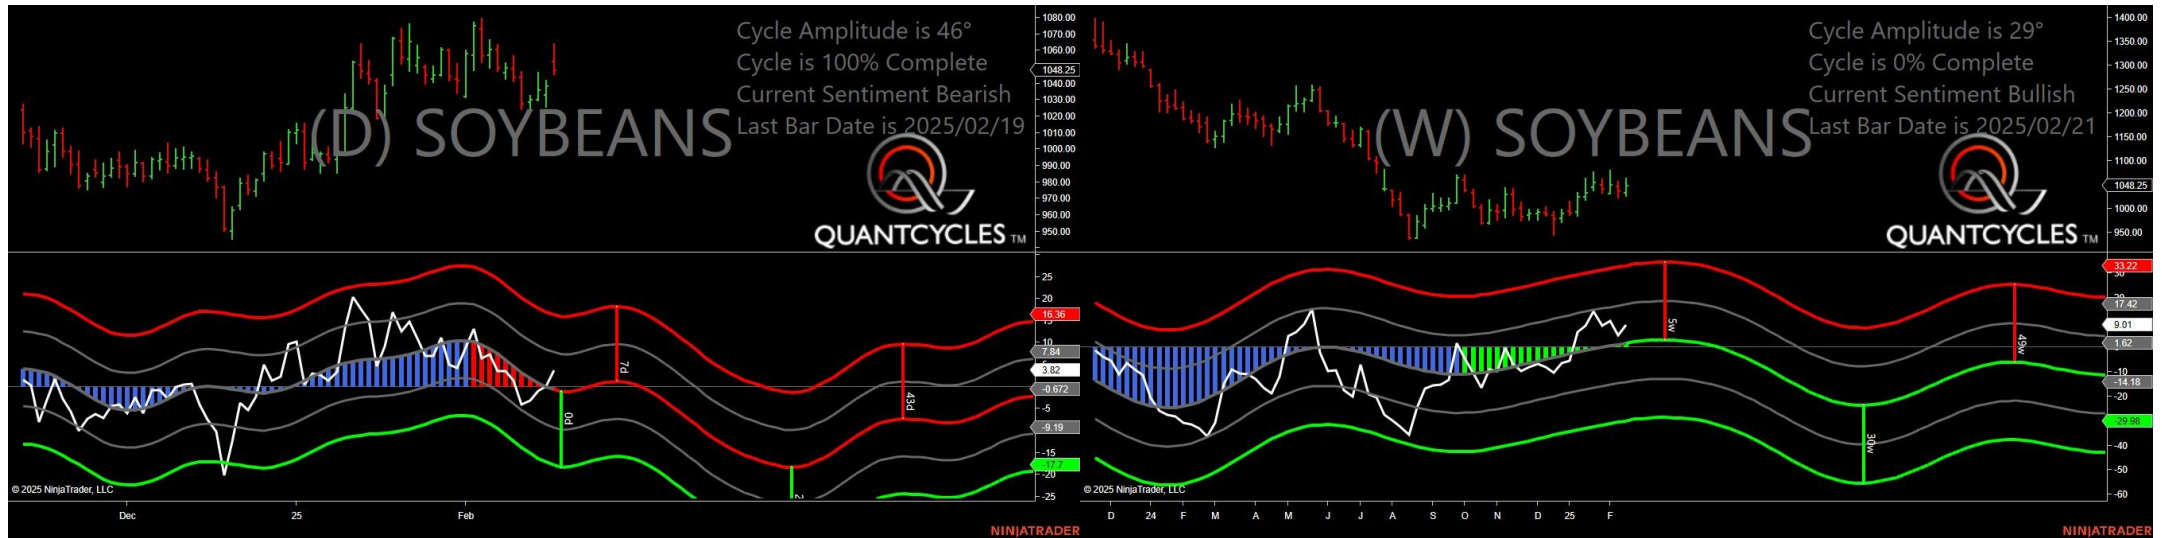 Cycle Amplitude is 46°
Cycle is 100% Complete
Current Sentiment Bearish
Last Bar Date is 2025/02/19
(D) SOYBEANS
QUANTCYCLES TM
1080.00
1070.00
1060.00
1048.25
1040.00
1030.00
1020.00
1010.00
1000.00
990.00
980.00
970.00
960.00
950.00
25
20
16.36
10
7.84
3.82
-0.672
-5
-9.19
-15
-17.7
-20
-25
7d
0d
43d
© 2025 NinjaTrader, LLC
Dec
25
Feb
NINJATRADER
Cycle Amplitude is 29°
Cycle is 0% Complete
Current Sentiment Bullish
Last Bar Date is 2025/02/21
(W) SOYBEANS
QUANTCYCLES TM
1400.00
1350.00
1300.00
1250.00
1200.00
1150.00
1100.00
1048.25
1000.00
950.00
33.22
17.42
9.01
1.62
-10
-14.18
-20
-29.98
-40
-50
-60
5w
30w
49w
© 2025 NinjaTrader, LLC
D 24 F M A M J J A S O N D 25 F
NINJATRADER